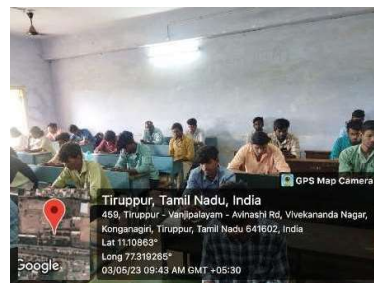 GPS Map Camera
Tiruppur, Tamil Nadu, India
459, Tiruppur - Vanjipalayam - Avinashi Rd, Vivekananda Nagar,
Konganagiri, Tiruppur, Tamil Nadu 641602, India
Lat 11.10863°
Long 77.319265°
03/05/23 09:43 AM GMT +05:30
Google